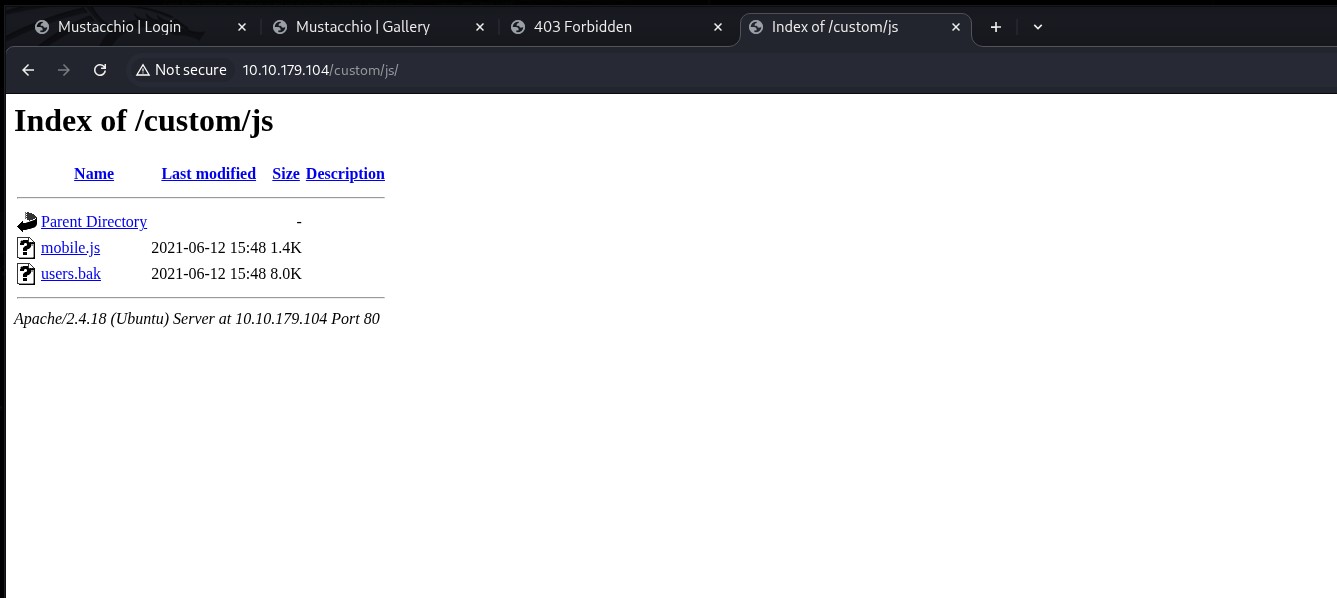 Mustacchio | Login
Mustacchio | Gallery
403 Forbidden
Index of /custom/js
Not secure 10.10.179.104/custom/js/
Index of /custom/js
Name Last modified Size Description
Parent Directory -
mobile.js 2021-06-12 15:48 1.4K
users.bak 2021-06-12 15:48 8.0K
Apache/2.4.18 (Ubuntu) Server at 10.10.179.104 Port 80